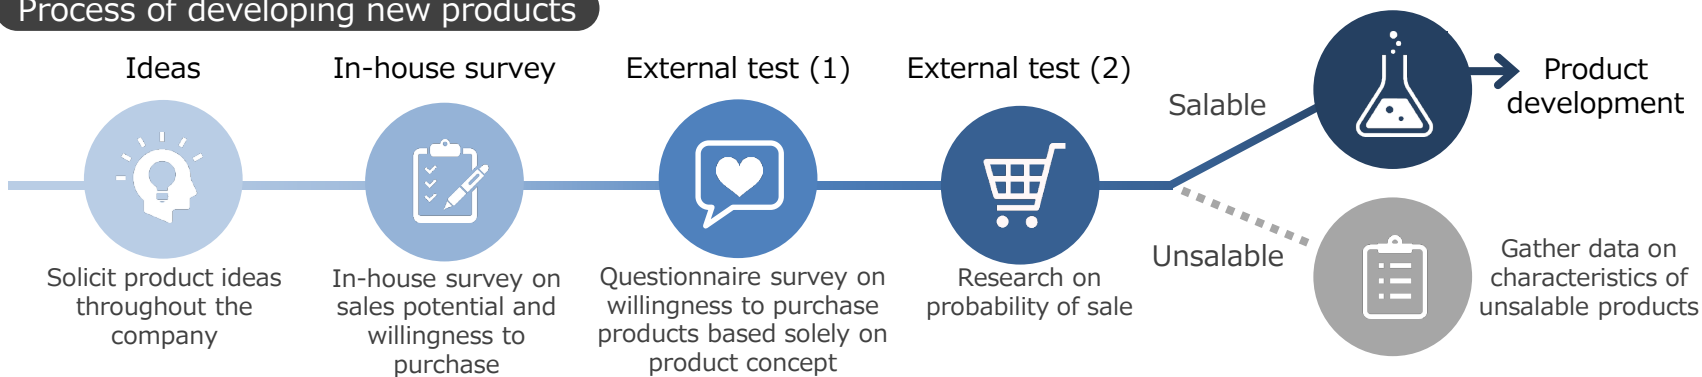 Process of developing new products
Ideas
Solicit product ideas
throughout the
company
In-house survey
In-house survey on
sales potential and
willingness to
purchase
External test (1)
Questionnaire survey on
willingness to purchase
products based solely on
product concept
External test (2)
Research on
probability of sale
Salable
Product
development
Unsalable
Gather data on
characteristics of
unsalable products